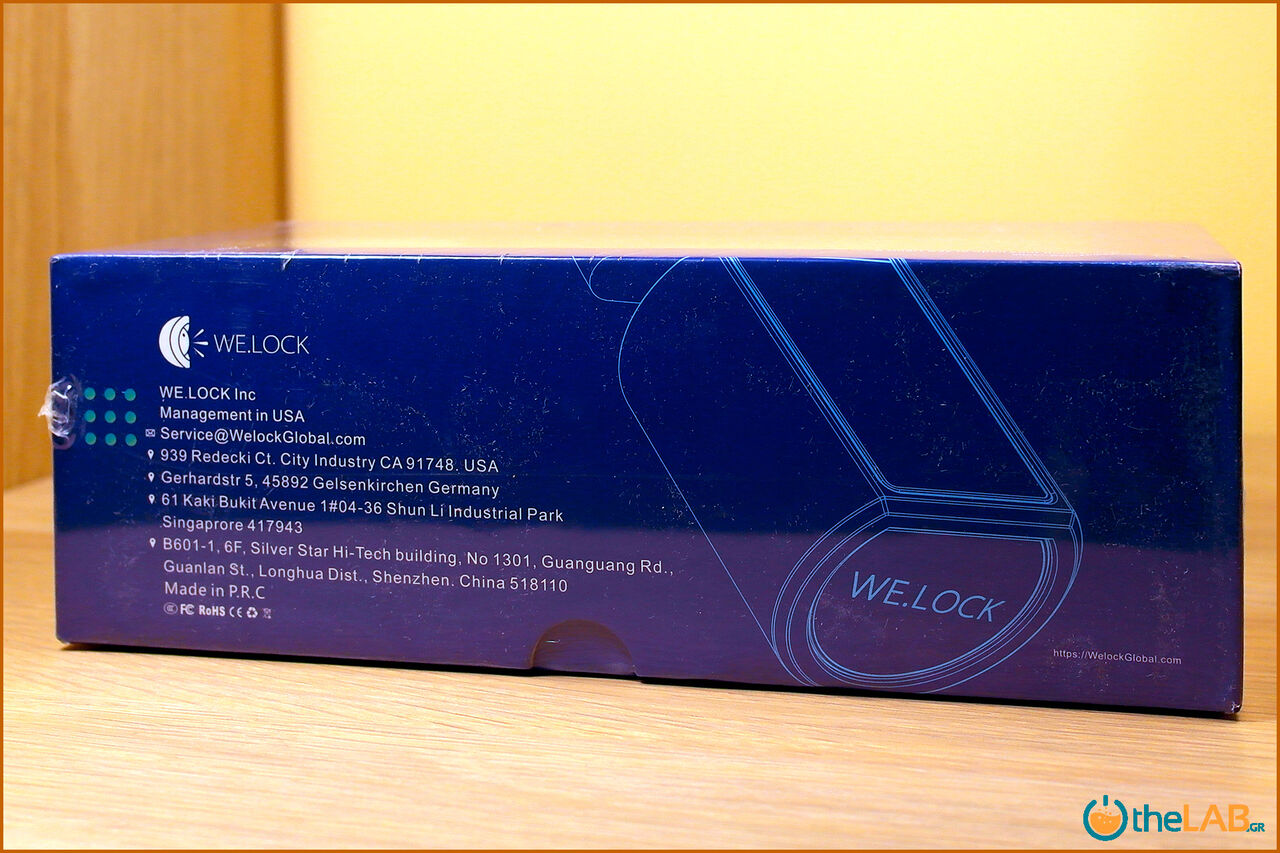 WE.LOCK
WE.LOCK Inc
Management in USA
Service@WelockGlobal.com
939 Redecki Ct. City Industry CA 91748. USA
Gerhardstr 5, 45892 Gelsenkirchen Germany
61 Kaki Bukit Avenue 1#04-36 Shun Li Industrial Park
Singaprore 417943
B601-1, 6F, Silver Star Hi-Tech building, No 1301, Guanguang Rd.,
Guanlan St., Longhua Dist., Shenzhen. China 518110
Made in P.R.C
FC RoHS CE
WE.LOCK
https://WelockGlobal.com
theLAB.GR